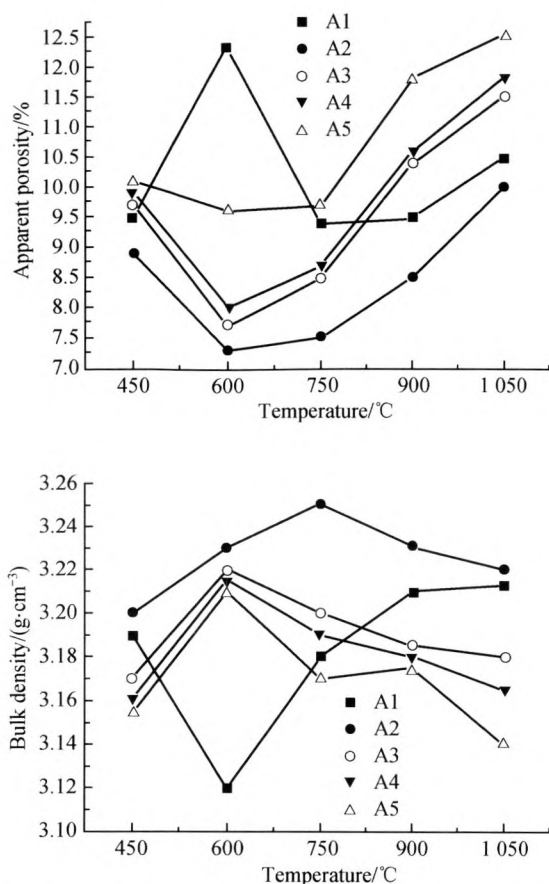 12.5
12.0
11.5
11.0
10.5
10.0
9.5
9.0
8.5
8.0
7.5
7.0
Apparent porosity/%
A1
A2
A3
A4
A5
450
600
750
900
1 050
Temperature/℃
3.26
3.24
3.22
3.20
3.18
3.16
3.14
3.12
3.10
Bulk density/(g·cm⁻³)
A1
A2
A3
A4
A5
450
600
750
900
1 050
Temperature/℃